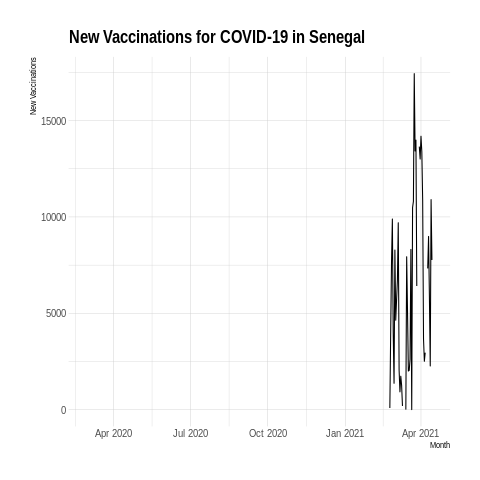 New Vaccinations for COVID-19 in Senegal
New Vaccinations
15000
10000
5000
0
Apr 2020 Jul 2020 Oct 2020 Jan 2021 Apr 2021
Month